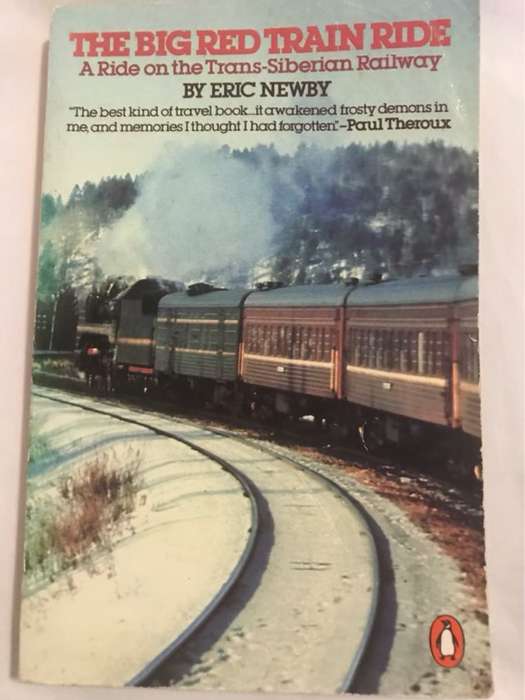 THE BIG RED TRAIN RIDE
A Ride on the Trans-Siberian Railway
BY ERIC NEWBY
"The best kind of travel book...it awakened frosty demons in
me, and memories I thought I had forgotten."–Paul Theroux